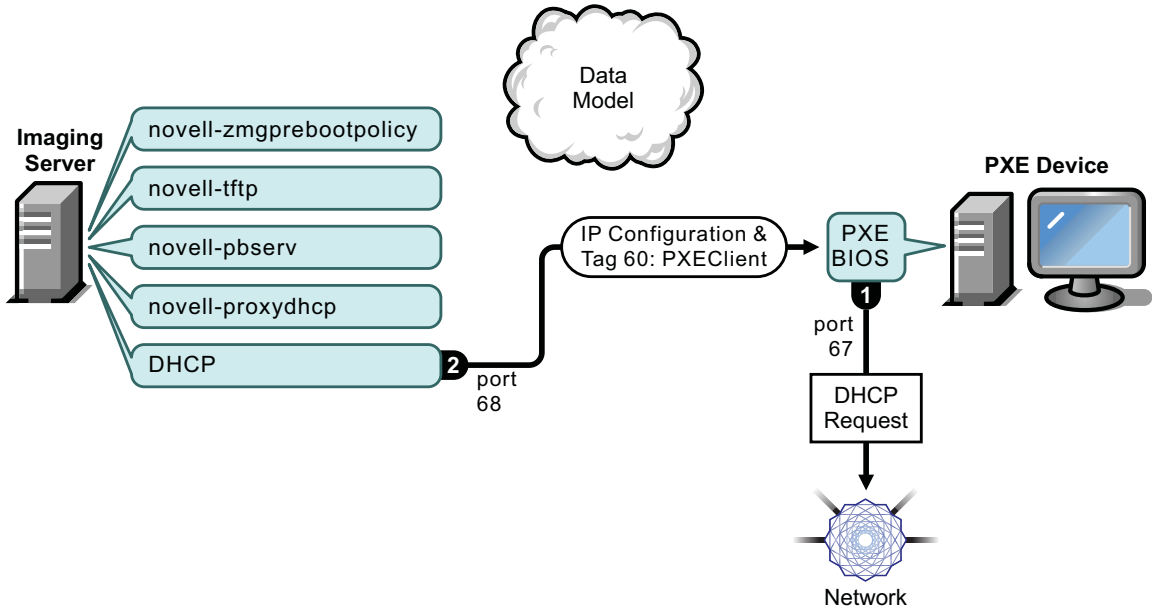 Data
Model
Imaging
Server
novell-zmgprebootpolicy
novell-tftp
novell-pbserv
novell-proxydhcp
DHCP
2
port
68
IP Configuration &
Tag 60: PXEClient
PXE Device
PXE
BIOS
1
port
67
DHCP
Request
Network